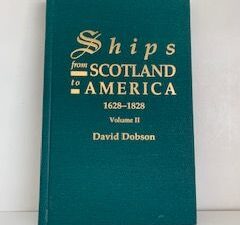 Ships
from SCOTLAND
to AMERICA
1628–1828
Volume II
David Dobson